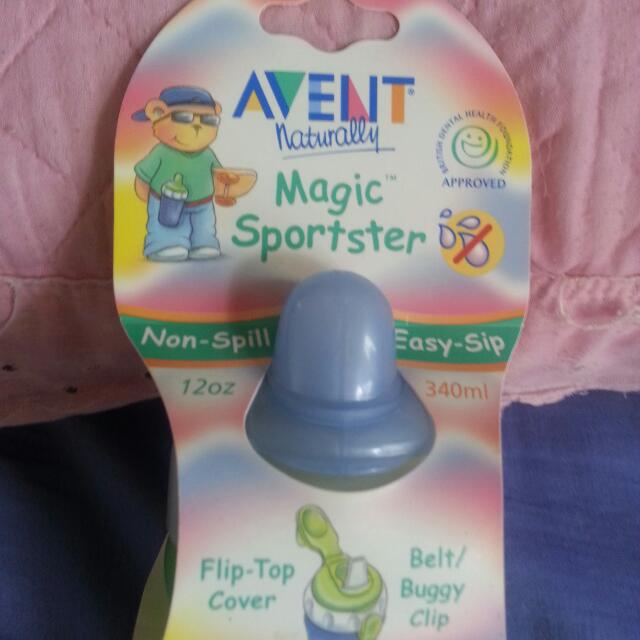 AVENT®
Naturally
BRITISH DENTAL HEALTH FOUNDATION
APPROVED
Magic™
Sportster
Non-Spill Easy-Sip
12oz 340ml
Flip-Top
Cover
Belt/
Buggy
Clip